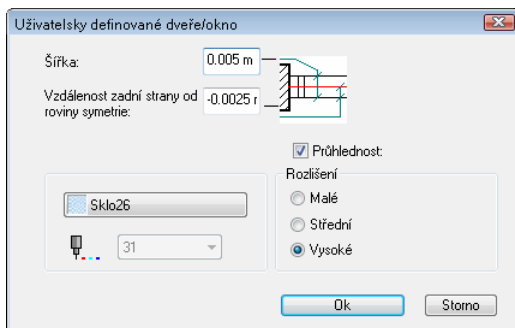 Uživatelsky definované dveře/okno
Šířka:
0.005 m
Vzdálenost zadní strany od
roviny symetrie:
-0.0025 r
Průhlednost:
Sklo26
31
Rozlišení
Malé
Střední
Vysoké
Ok
Storno